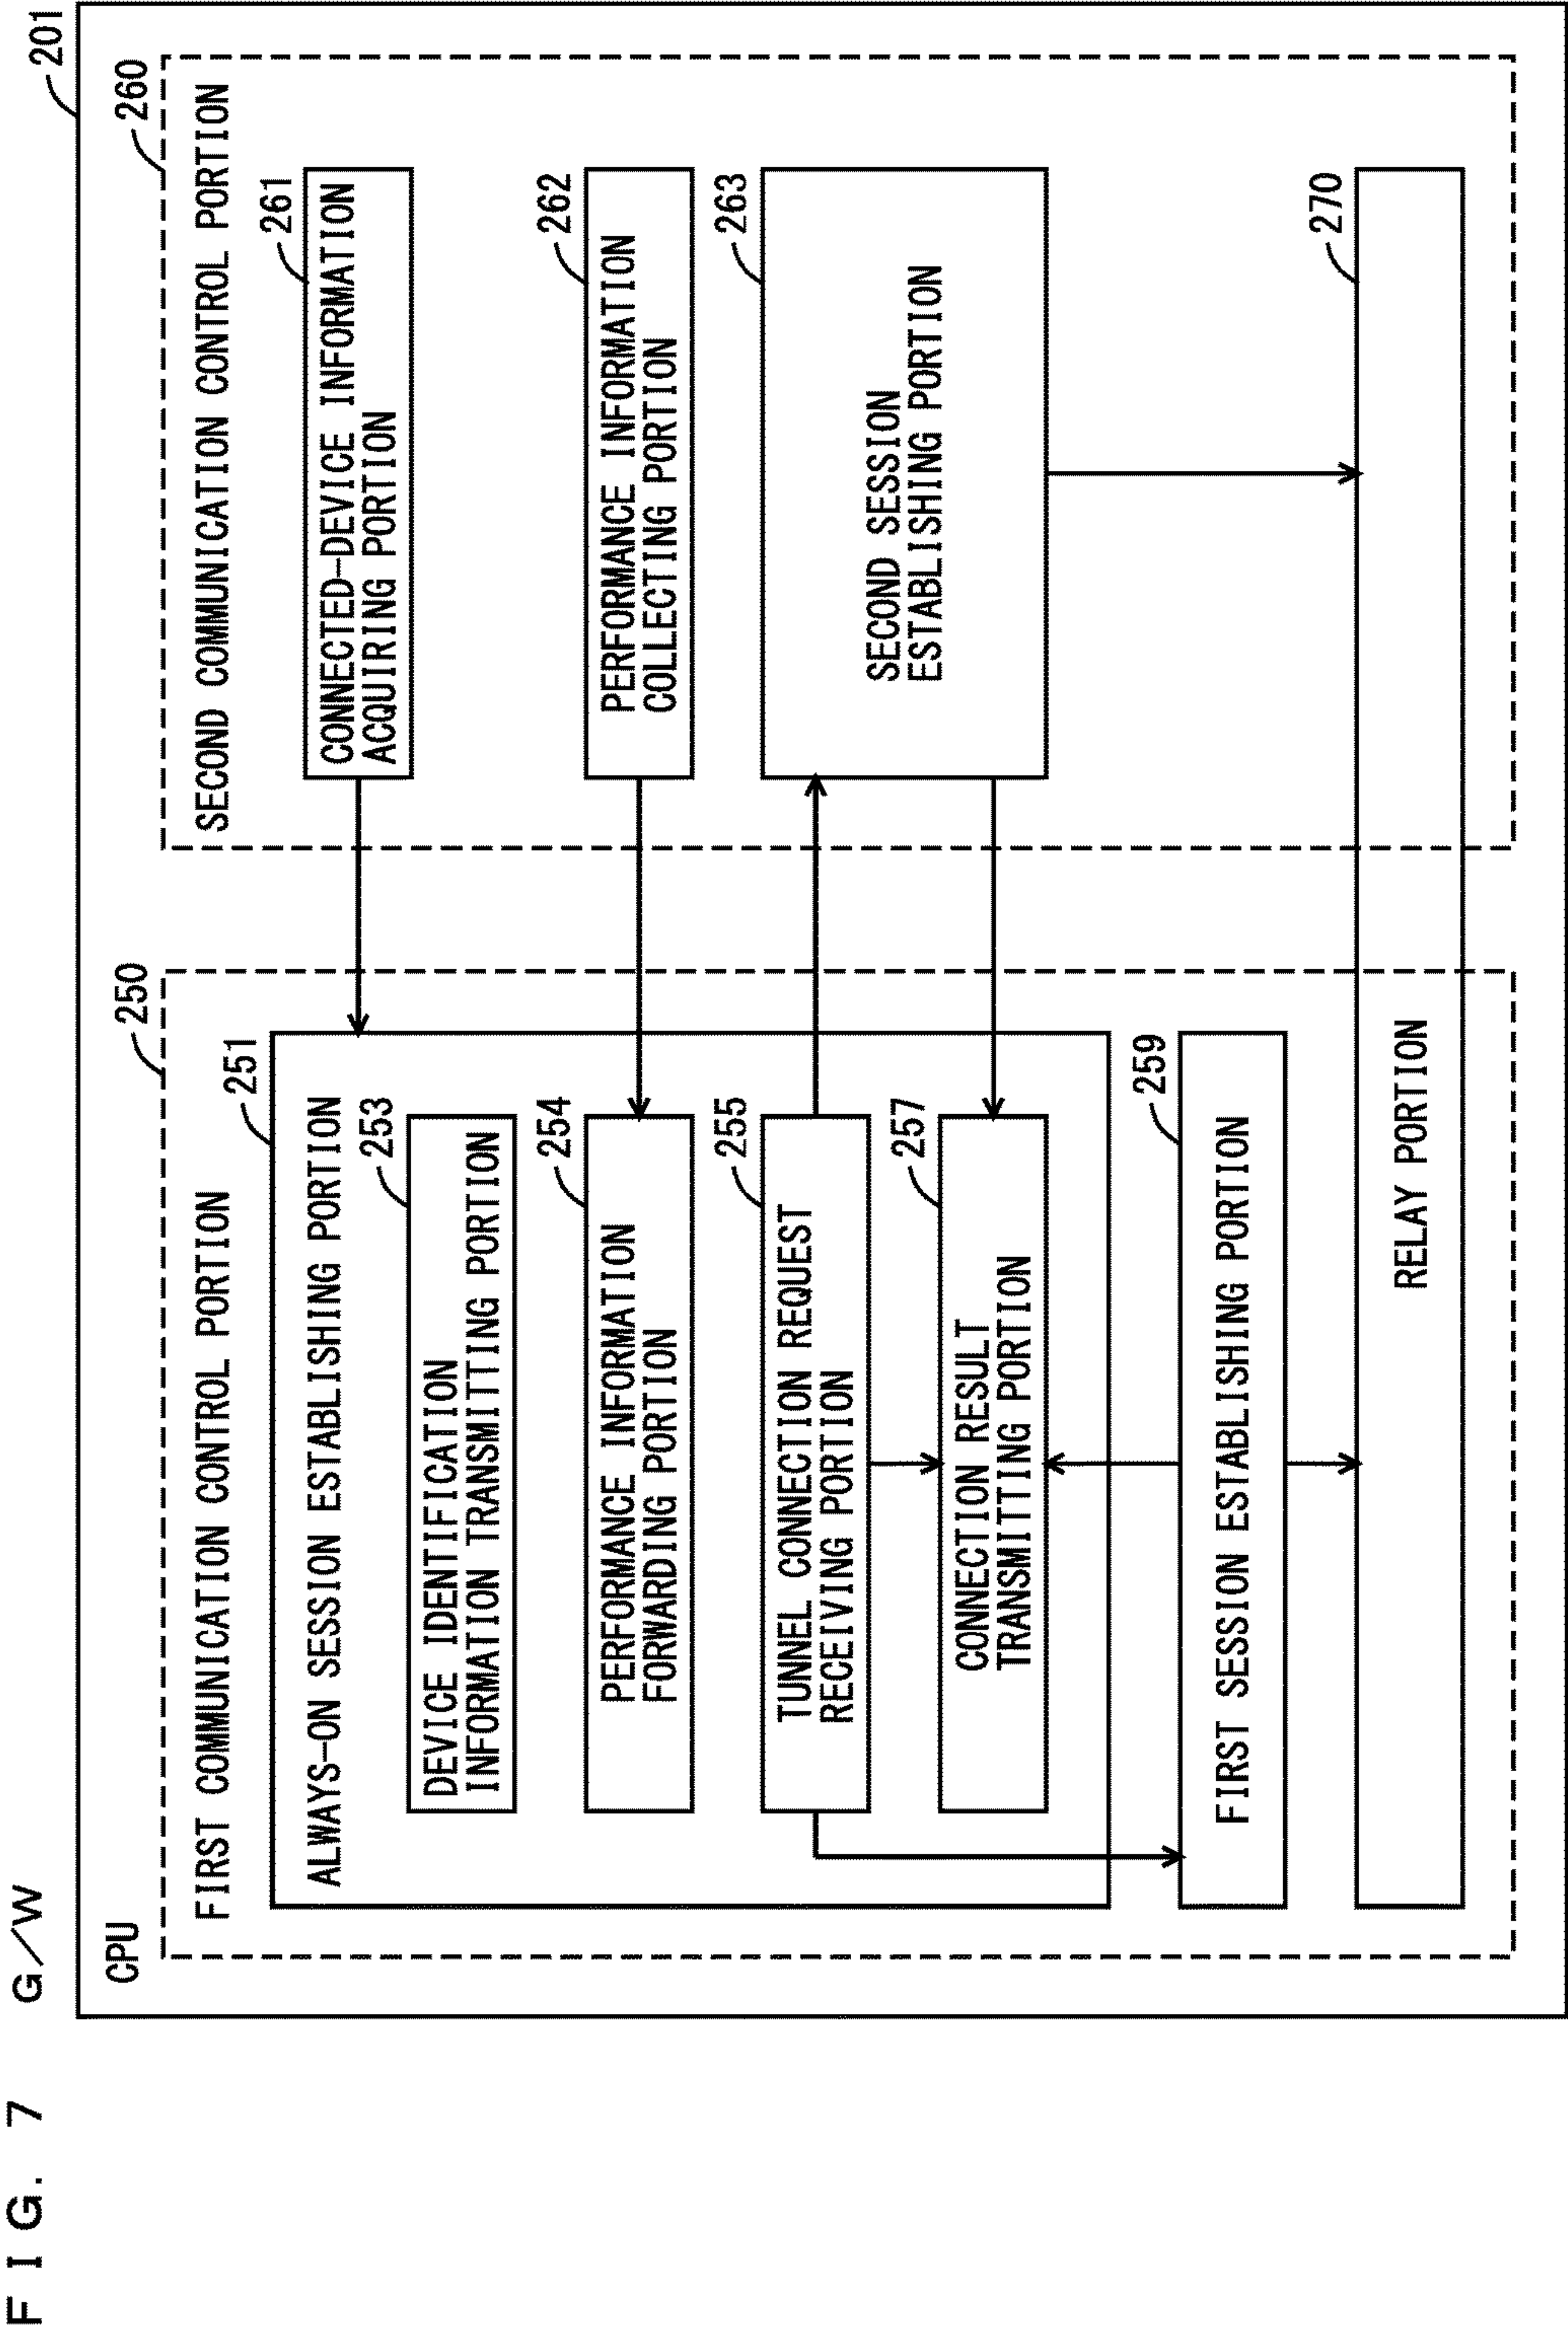 FIG. 7
G/W
201
CPU
250
FIRST COMMUNICATION CONTROL PORTION
251
ALWAYS-ON SESSION ESTABLISHING PORTION
253
DEVICE IDENTIFICATION
INFORMATION TRANSMITTING PORTION
254
PERFORMANCE INFORMATION
FORWARDING PORTION
255
TUNNEL CONNECTION REQUEST
RECEIVING PORTION
257
CONNECTION RESULT
TRANSMITTING PORTION
259
FIRST SESSION ESTABLISHING PORTION
260
SECOND COMMUNICATION CONTROL PORTION
261
CONNECTED-DEVICE INFORMATION
ACQUIRING PORTION
262
PERFORMANCE INFORMATION
COLLECTING PORTION
263
SECOND SESSION
ESTABLISHING PORTION
270
RELAY PORTION